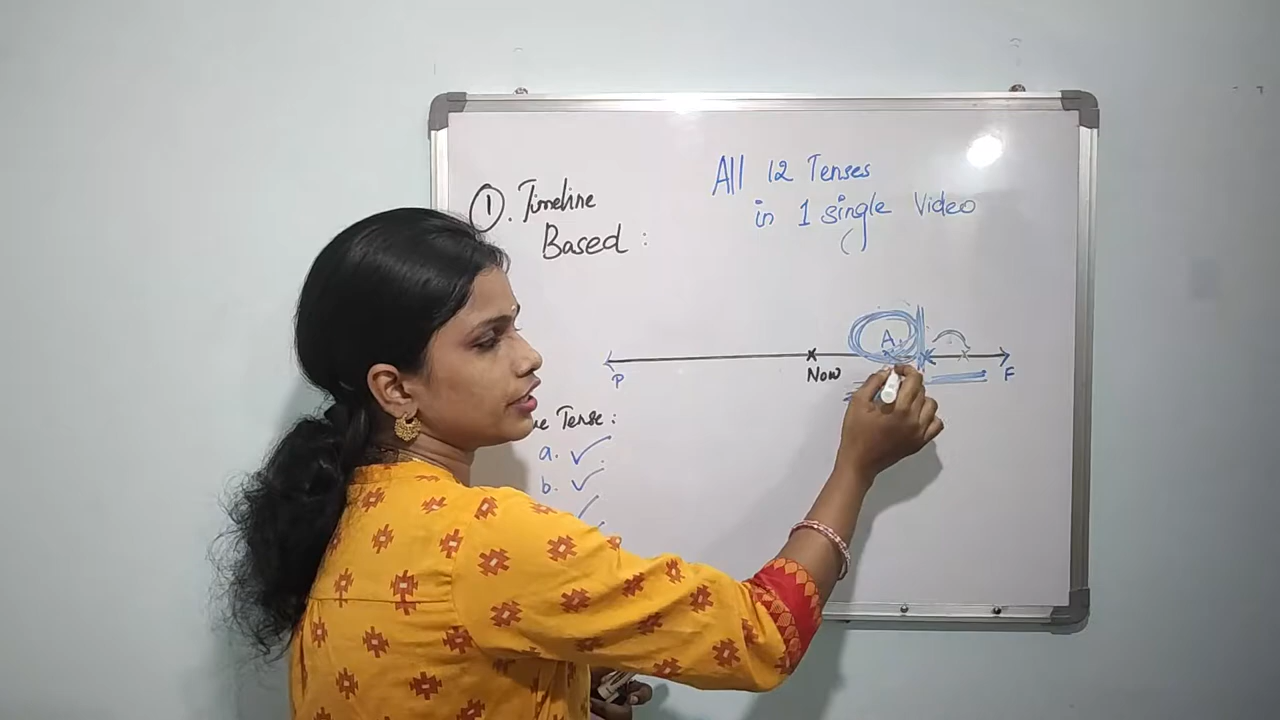 All 12 Tenses
in 1 single Video
1. Timeline
Based :
A.
Now
P
F
Tense :
a. ✓
b. ✓